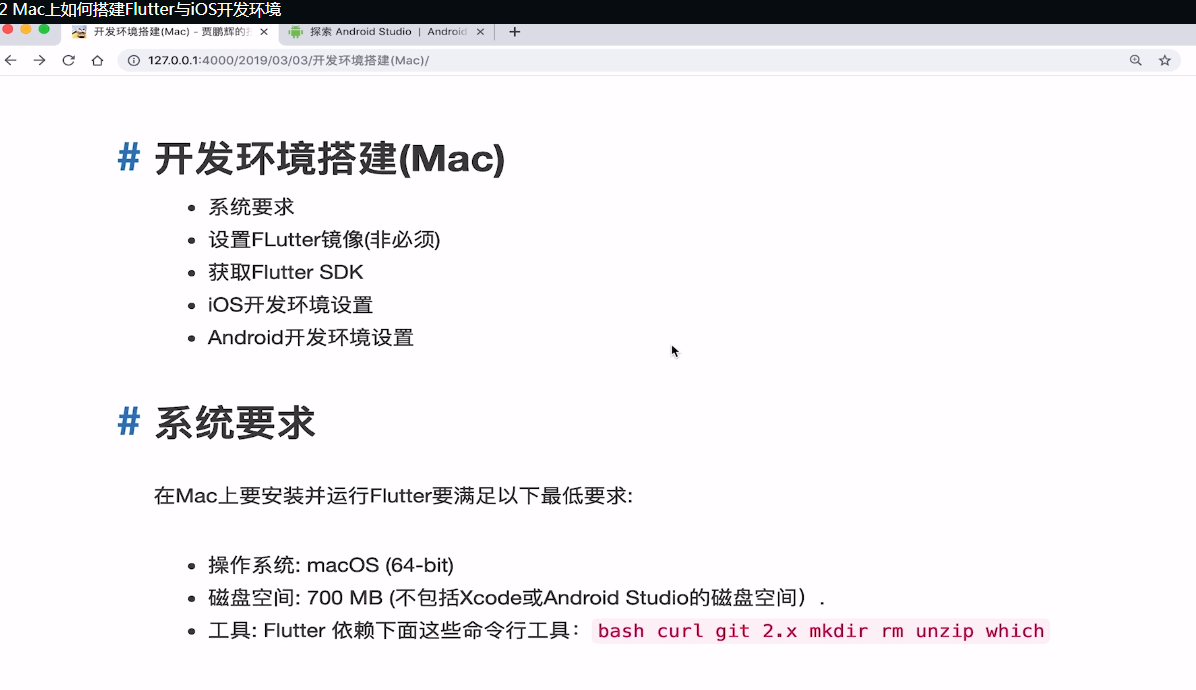 2 Mac上如何搭建Flutter与iOS开发环境
开发环境搭建(Mac) - 贾鹏辉的
探索 Android Studio | Android
127.0.0.1:4000/2019/03/03/开发环境搭建(Mac)/
# 开发环境搭建(Mac)
• 系统要求
• 设置FLutter镜像(非必须)
• 获取Flutter SDK
• iOS开发环境设置
• Android开发环境设置
# 系统要求
在Mac上要安装并运行Flutter要满足以下最低要求:
• 操作系统: macOS (64-bit)
• 磁盘空间: 700 MB (不包括Xcode或Android Studio的磁盘空间）.
• 工具: Flutter 依赖下面这些命令行工具： bash curl git 2.x mkdir rm unzip which